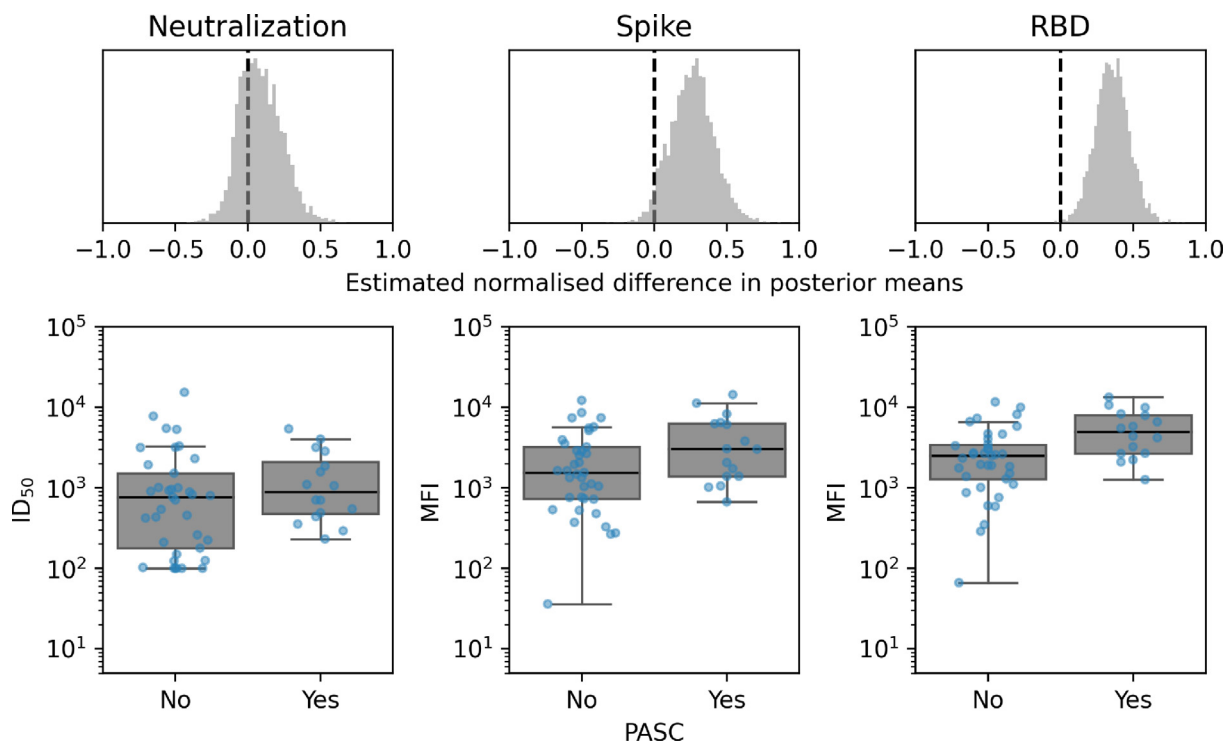 Neutralization Spike RBD
−1.0 −0.5 0.0 0.5 1.0 −1.0 −0.5 0.0 0.5 1.0 −1.0 −0.5 0.0 0.5 1.0
Estimated normalised difference in posterior means
10⁵ 10⁵ 10⁵
10⁴ 10⁴ 10⁴
10³ 10³ 10³
10² 10² 10²
10¹ 10¹ 10¹
ID₅₀ MFI MFI
No Yes No Yes No Yes
PASC